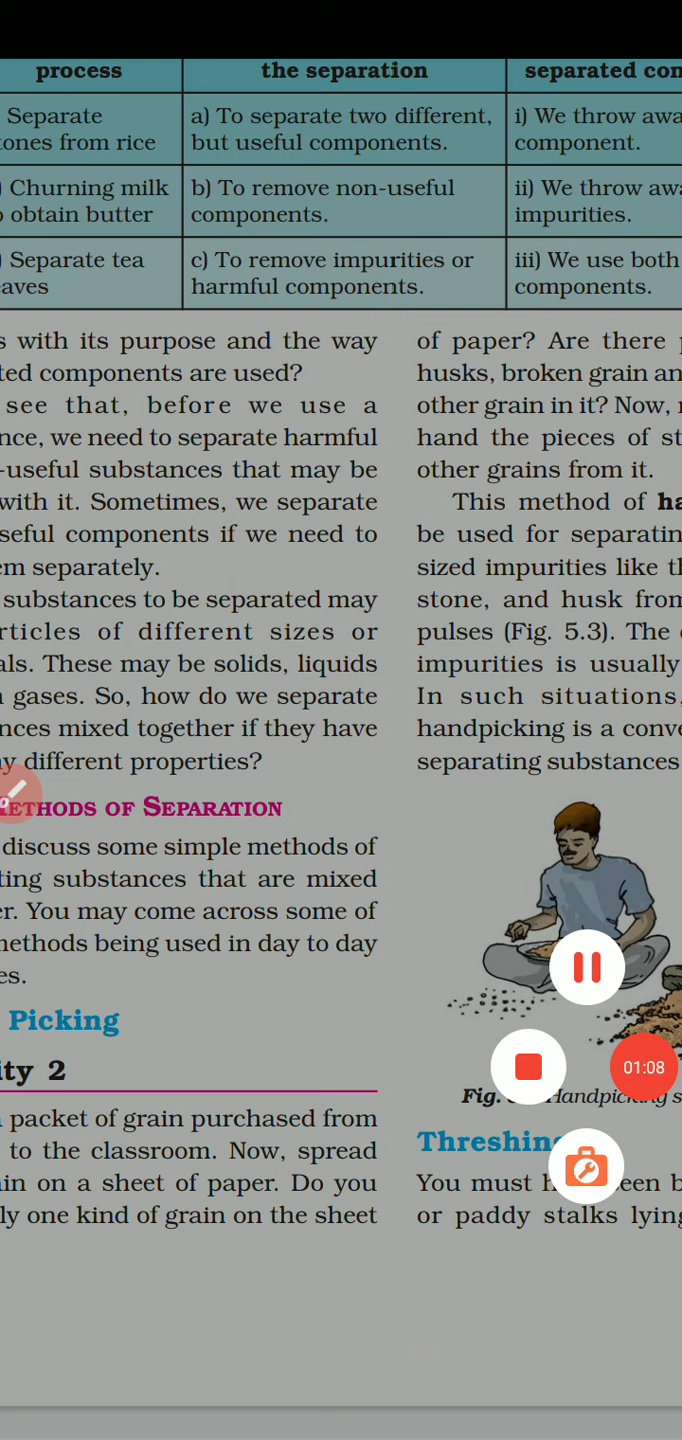 process
the separation
separated con
Separate
tones from rice
a) To separate two different,
but useful components.
i) We throw awa
component.
) Churning milk
o obtain butter
b) To remove non-useful
components.
ii) We throw awa
impurities.
) Separate tea
eaves
c) To remove impurities or
harmful components.
iii) We use both
components.
s with its purpose and the way
ted components are used?
see that, before we use a
nce, we need to separate harmful
-useful substances that may be
with it. Sometimes, we separate
seful components if we need to
em separately.
substances to be separated may
rticles of different sizes or
als. These may be solids, liquids
n gases. So, how do we separate
nces mixed together if they have
ny different properties?
METHODS OF SEPARATION
discuss some simple methods of
ting substances that are mixed
er. You may come across some of
methods being used in day to day
es.
Picking
ity 2
a packet of grain purchased from
to the classroom. Now, spread
ain on a sheet of paper. Do you
ly one kind of grain on the sheet
of paper? Are there p
husks, broken grain an
other grain in it? Now, r
hand the pieces of st
other grains from it.
This method of ha
be used for separatin
sized impurities like th
stone, and husk from
pulses (Fig. 5.3). The
impurities is usually
In such situations,
handpicking is a conve
separating substances
Fig. Handpicking s
01:08
Threshing
You must h een b
or paddy stalks lying